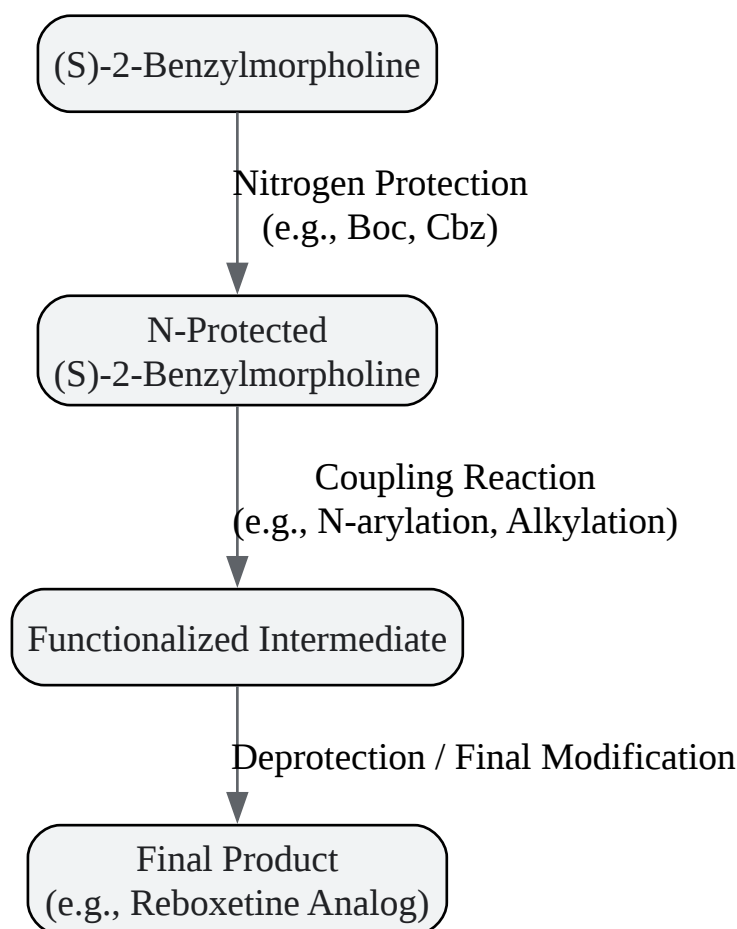 (S)-2-Benzylmorpholine
Nitrogen Protection
(e.g., Boc, Cbz)
N-Protected
(S)-2-Benzylmorpholine
Coupling Reaction
(e.g., N-arylation, Alkylation)
Functionalized Intermediate
Deprotection / Final Modification
Final Product
(e.g., Reboxetine Analog)